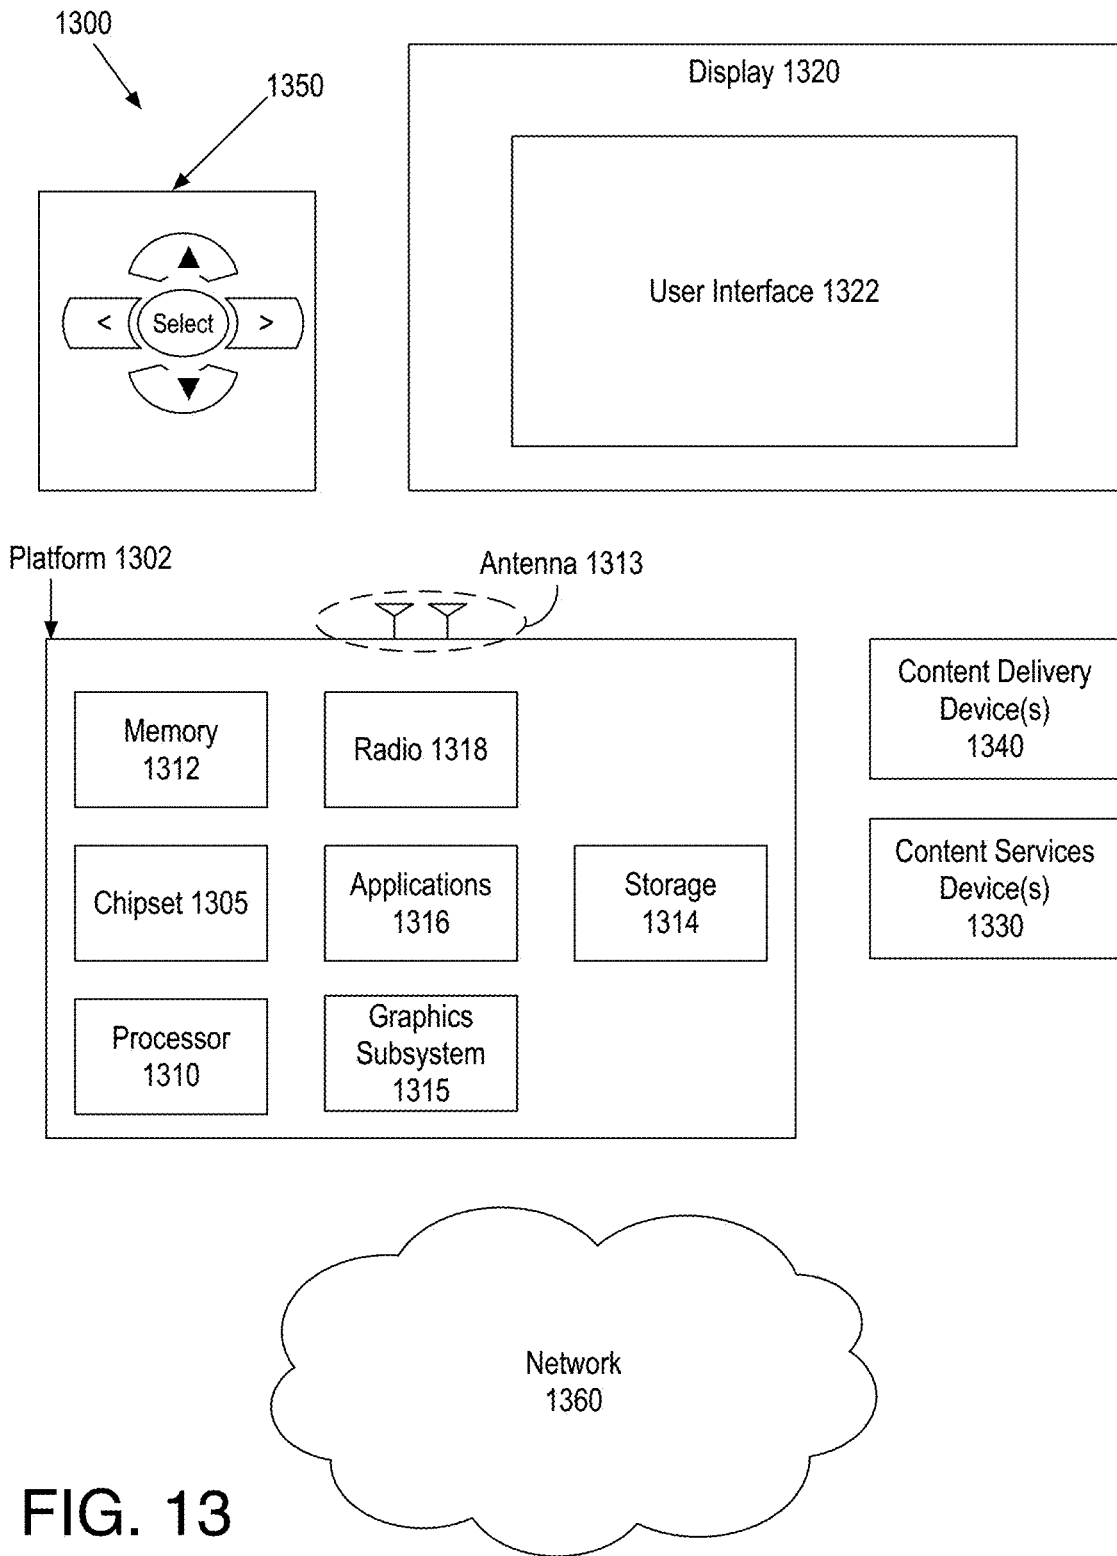 1300
1350
Display 1320
User Interface 1322
<
Select
>
Platform 1302
Antenna 1313
Memory
1312
Radio 1318
Content Delivery
Device(s)
1340
Chipset 1305
Applications
1316
Storage
1314
Content Services
Device(s)
1330
Processor
1310
Graphics
Subsystem
1315
Network
1360
FIG. 13